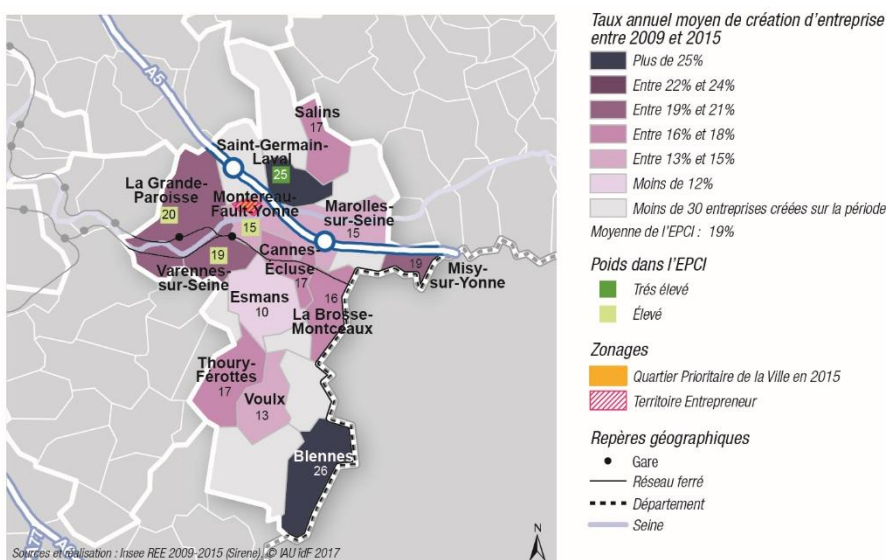 A5
Salins
17
Saint-Germain-
Laval
25
La Grande-
Paroisse
20
Montereau-
Fault-Yonne
15
Marolles-
sur-Seine
15
19
Varennes-
sur-Seine
Cannes-
Écluse
17
19
Misy-
sur-Yonne
Esmans
10
16
La Brosse-
Montceaux
Thoury-
Férottes
17
Voulx
13
Blennes
26
N
Sources et réalisation : Insee REE 2009-2015 (Sirene), © IAU îdF 2017
Taux annuel moyen de création d'entreprise
entre 2009 et 2015
Plus de 25%
Entre 22% et 24%
Entre 19% et 21%
Entre 16% et 18%
Entre 13% et 15%
Moins de 12%
Moins de 30 entreprises créées sur la période
Moyenne de l'EPCI : 19%
Poids dans l'EPCI
Trés élevé
Élevé
Zonages
Quartier Prioritaire de la Ville en 2015
Territoire Entrepreneur
Repères géographiques
Gare
Réseau ferré
Département
Seine